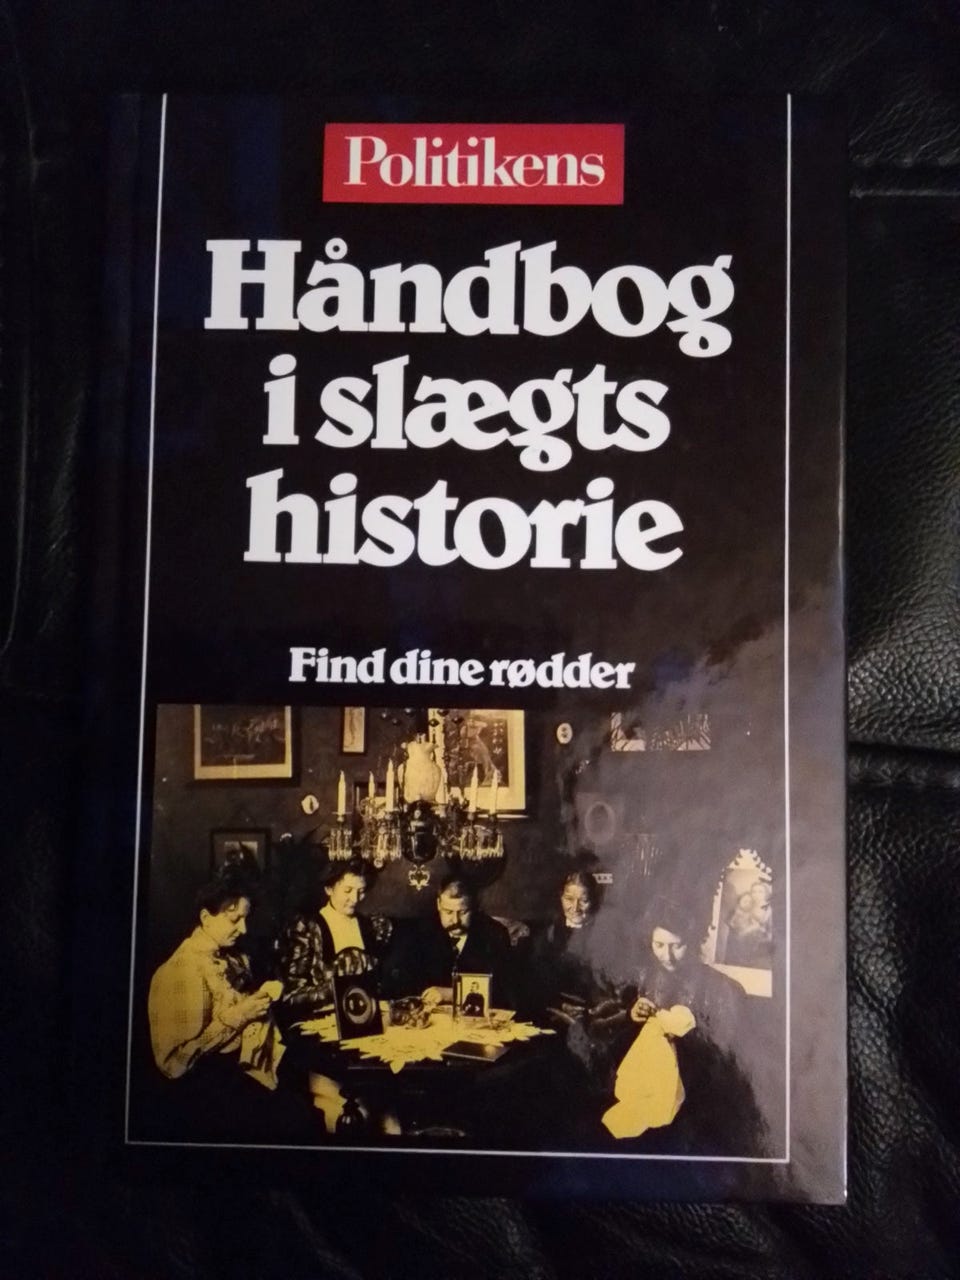 Politikens
Håndbog
i slægts
historie
Find dine rødder